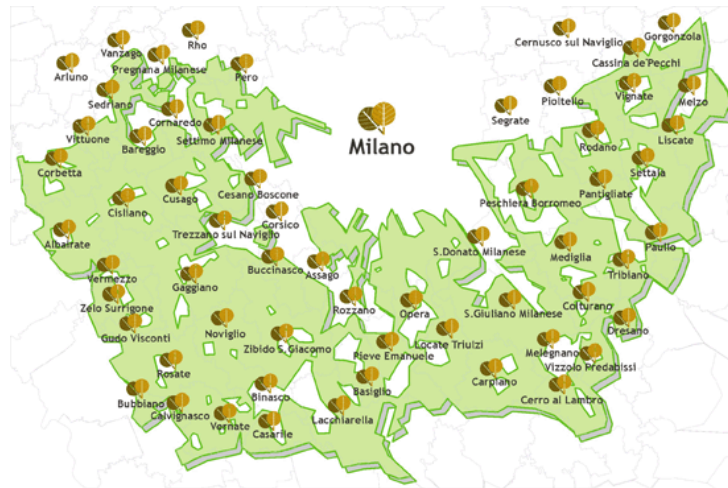 Rho
Gorgonzola
Vanzago
Cernusco sul Naviglio
Cassina de'Pecchi
Arluno
Pregnana Milanese
Pero
Pioltello
Vignate
Melzo
Sedriano
Segrate
Cornaredo
Vittuone
Bareggio
Settimo Milanese
Milano
Rodano
Liscate
Corbetta
Settala
Cusago
Cesano Boscone
Pantigliate
Cisliano
Peschiera Borromeo
Corsico
Albairate
Trezzano sul Naviglio
Paullo
S.Donato Milanese
Mediglia
Buccinasco
Assago
Tribiano
Vermezzo
Gaggiano
Zelo Surrigone
Rozzano
Opera
S.Giuliano Milanese
Colturano
Gudo Visconti
Noviglio
Dresano
Zibido S.Giacomo
Locate Triulzi
Pieve Emanuele
Melegnano
Vizzolo Predabissi
Rosate
Basiglio
Carpiano
Bubbiano
Binasco
Cerro al Lambro
Calvignasco
Vernate
Casarile
Lacchiarella